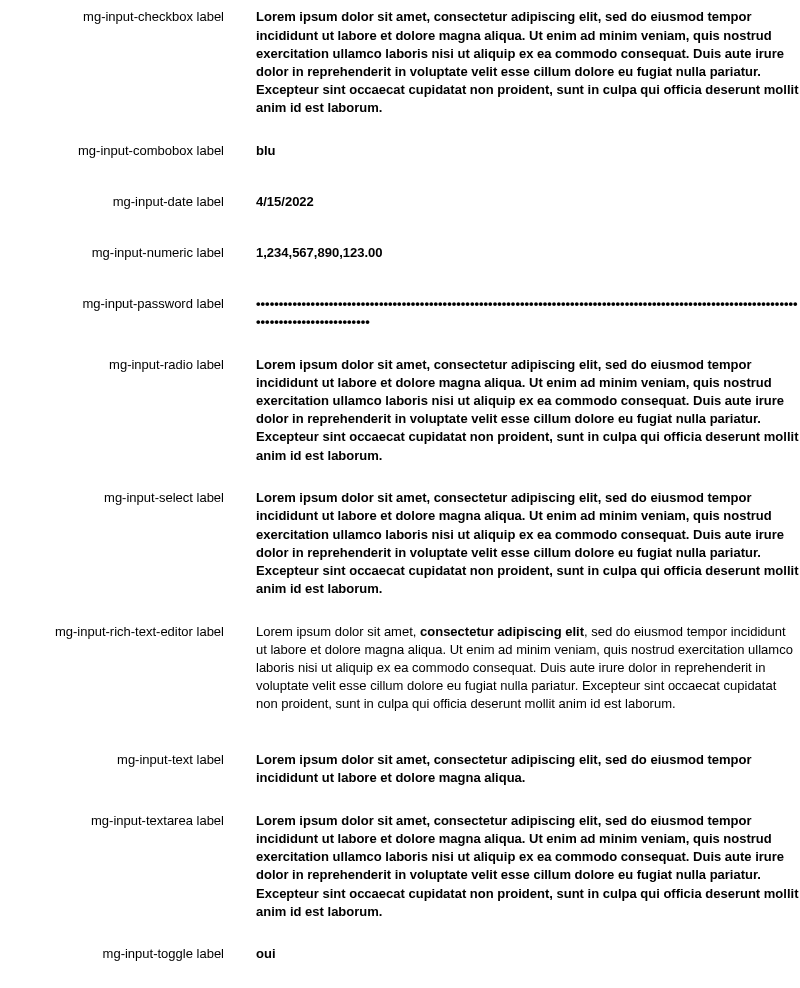 mg-input-checkbox label
Lorem ipsum dolor sit amet, consectetur adipiscing elit, sed do eiusmod tempor
incididunt ut labore et dolore magna aliqua. Ut enim ad minim veniam, quis nostrud
exercitation ullamco laboris nisi ut aliquip ex ea commodo consequat. Duis aute irure
dolor in reprehenderit in voluptate velit esse cillum dolore eu fugiat nulla pariatur.
Excepteur sint occaecat cupidatat non proident, sunt in culpa qui officia deserunt mollit
anim id est laborum.
mg-input-combobox label
blu
mg-input-date label
4/15/2022
mg-input-numeric label
1,234,567,890,123.00
mg-input-password label
mg-input-radio label
Lorem ipsum dolor sit amet, consectetur adipiscing elit, sed do eiusmod tempor
incididunt ut labore et dolore magna aliqua. Ut enim ad minim veniam, quis nostrud
exercitation ullamco laboris nisi ut aliquip ex ea commodo consequat. Duis aute irure
dolor in reprehenderit in voluptate velit esse cillum dolore eu fugiat nulla pariatur.
Excepteur sint occaecat cupidatat non proident, sunt in culpa qui officia deserunt mollit
anim id est laborum.
mg-input-select label
Lorem ipsum dolor sit amet, consectetur adipiscing elit, sed do eiusmod tempor
incididunt ut labore et dolore magna aliqua. Ut enim ad minim veniam, quis nostrud
exercitation ullamco laboris nisi ut aliquip ex ea commodo consequat. Duis aute irure
dolor in reprehenderit in voluptate velit esse cillum dolore eu fugiat nulla pariatur.
Excepteur sint occaecat cupidatat non proident, sunt in culpa qui officia deserunt mollit
anim id est laborum.
mg-input-rich-text-editor label
Lorem ipsum dolor sit amet, consectetur adipiscing elit, sed do eiusmod tempor incididunt
ut labore et dolore magna aliqua. Ut enim ad minim veniam, quis nostrud exercitation ullamco
laboris nisi ut aliquip ex ea commodo consequat. Duis aute irure dolor in reprehenderit in
voluptate velit esse cillum dolore eu fugiat nulla pariatur. Excepteur sint occaecat cupidatat
non proident, sunt in culpa qui officia deserunt mollit anim id est laborum.
mg-input-text label
Lorem ipsum dolor sit amet, consectetur adipiscing elit, sed do eiusmod tempor
incididunt ut labore et dolore magna aliqua.
mg-input-textarea label
Lorem ipsum dolor sit amet, consectetur adipiscing elit, sed do eiusmod tempor
incididunt ut labore et dolore magna aliqua. Ut enim ad minim veniam, quis nostrud
exercitation ullamco laboris nisi ut aliquip ex ea commodo consequat. Duis aute irure
dolor in reprehenderit in voluptate velit esse cillum dolore eu fugiat nulla pariatur.
Excepteur sint occaecat cupidatat non proident, sunt in culpa qui officia deserunt mollit
anim id est laborum.
mg-input-toggle label
oui